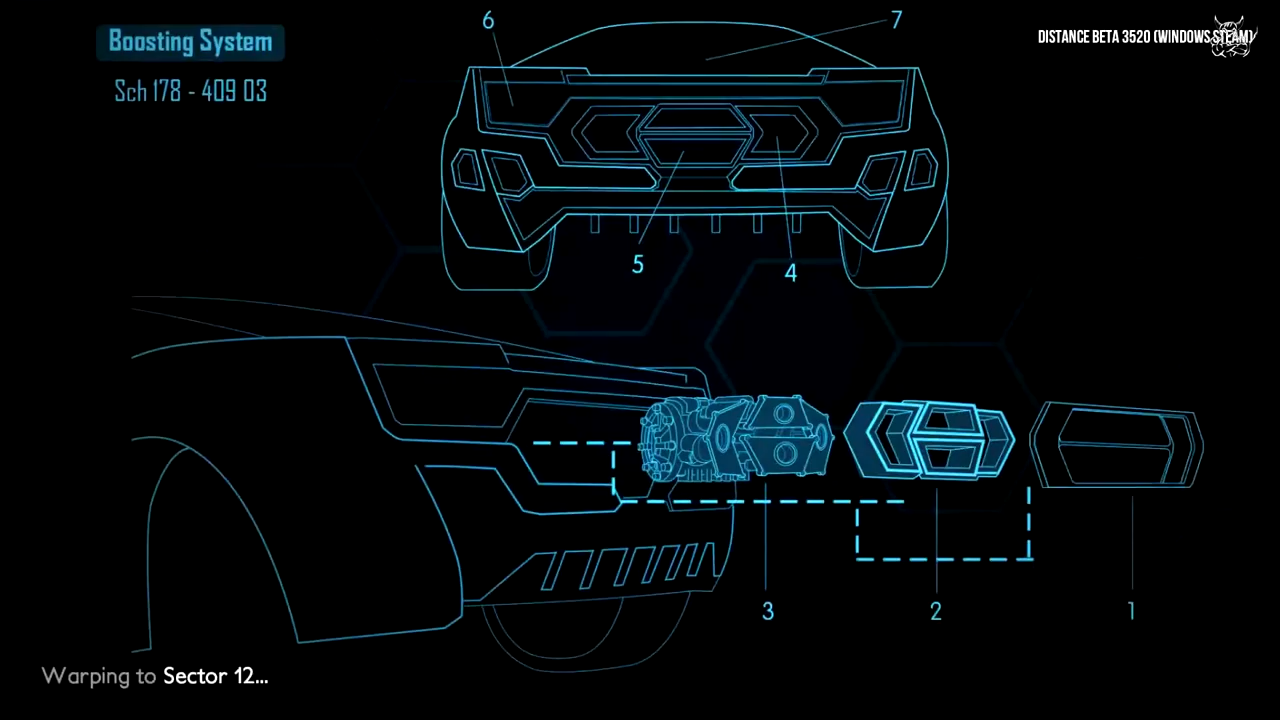 Boosting System
Sch 178 - 409 03
6
7
DISTANCE BETA 3520 (WINDOWS STEAM)
5
4
3
2
1
Warping to Sector 12...